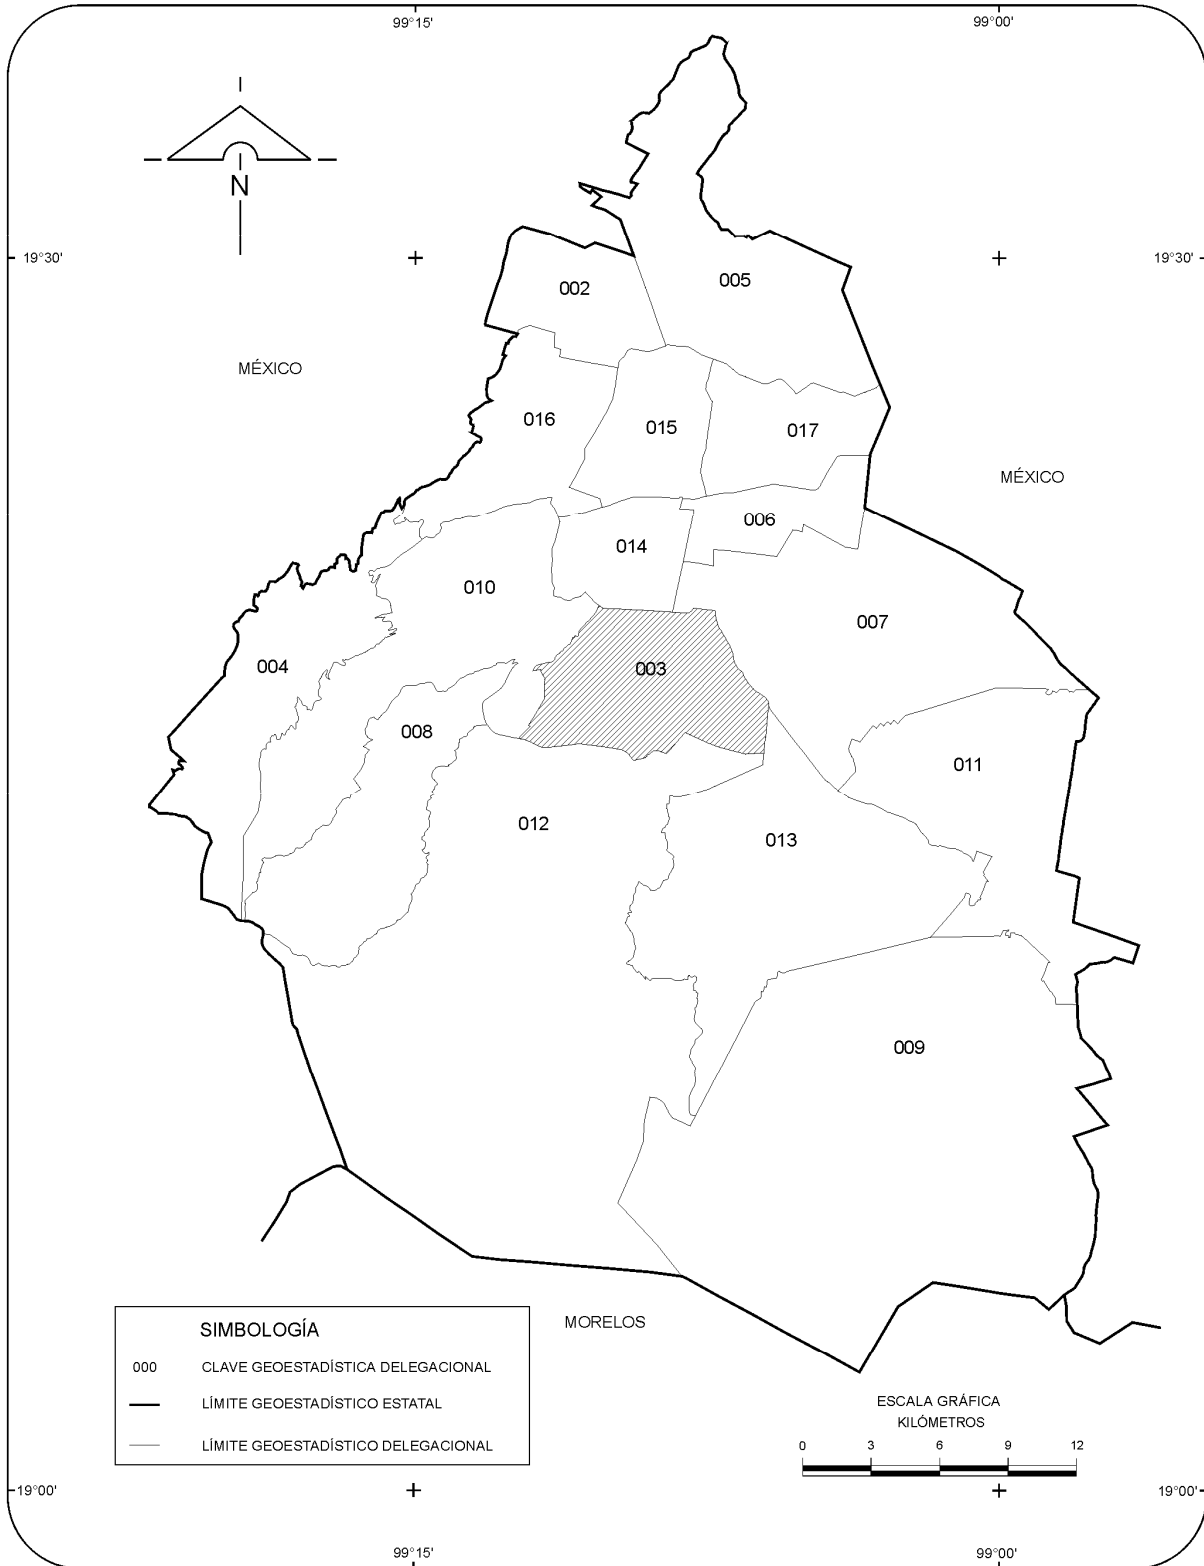 99°15'
99°00'
N
19°30'
19°30'
002
005
MÉXICO
016
015
017
MÉXICO
006
014
010
007
004
003
008
011
012
013
009
MORELOS
SIMBOLOGÍA
000 CLAVE GEOESTADÍSTICA DELEGACIONAL
LÍMITE GEOESTADÍSTICO ESTATAL
LÍMITE GEOESTADÍSTICO DELEGACIONAL
ESCALA GRÁFICA
KILÓMETROS
0 3 6 9 12
19°00'
19°00'
99°15'
99°00'